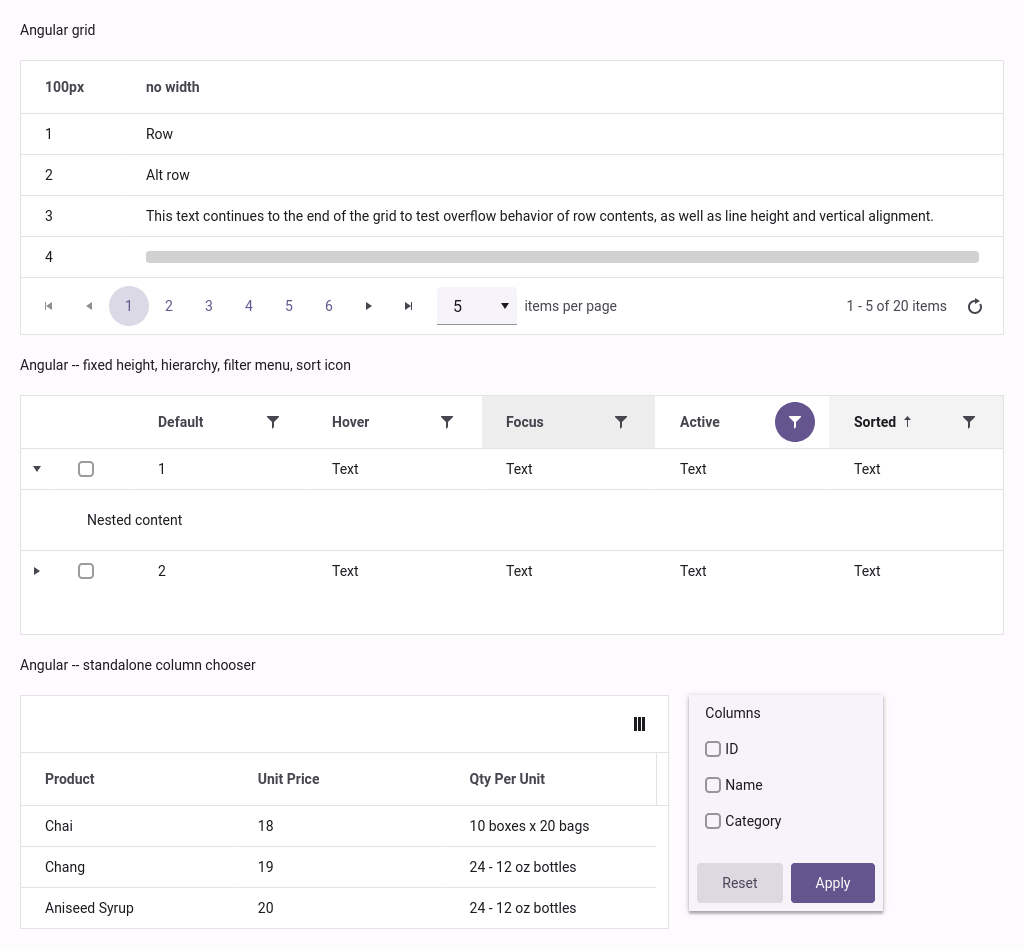 Angular grid
100px no width
1 Row
2 Alt row
3 This text continues to the end of the grid to test overflow behavior of row contents, as well as line height and vertical alignment.
4
1 2 3 4 5 6 5 items per page 1 - 5 of 20 items
Angular -- fixed height, hierarchy, filter menu, sort icon
Default Hover Focus Active Sorted
1 Text Text Text Text
Nested content
2 Text Text Text Text
Angular -- standalone column chooser
Product Unit Price Qty Per Unit
Chai 18 10 boxes x 20 bags
Chang 19 24 - 12 oz bottles
Aniseed Syrup 20 24 - 12 oz bottles
Columns
ID
Name
Category
Reset Apply